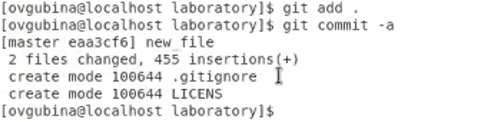 [ovgubina@localhost laboratory]$ git add .
[ovgubina@localhost laboratory]$ git commit -a
[master eaa3cf6] new_file
 2 files changed, 455 insertions(+)
 create mode 100644 .gitignore
 create mode 100644 LICENS
[ovgubina@localhost laboratory]$